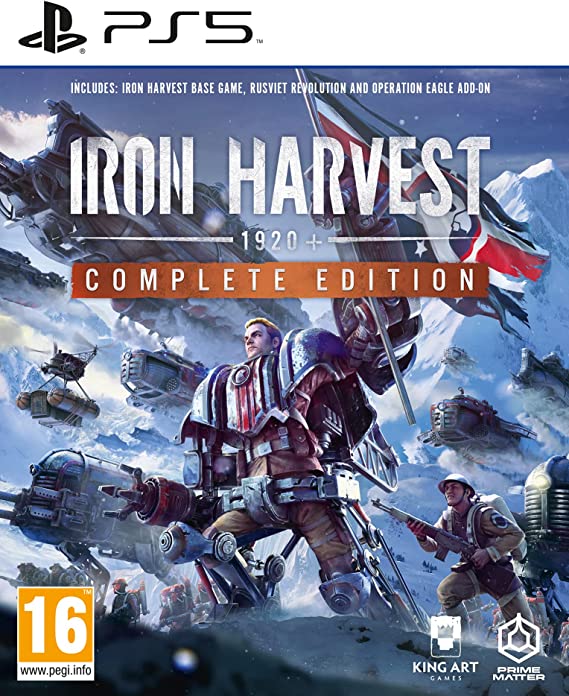 PS5
INCLUDES: IRON HARVEST BASE GAME, RUSVIET REVOLUTION AND OPERATION EAGLE ADD-ON
IRON HARVEST
1920+
COMPLETE EDITION
16
www.pegi.info
KING ART
GAMES
PRIME
MATTER